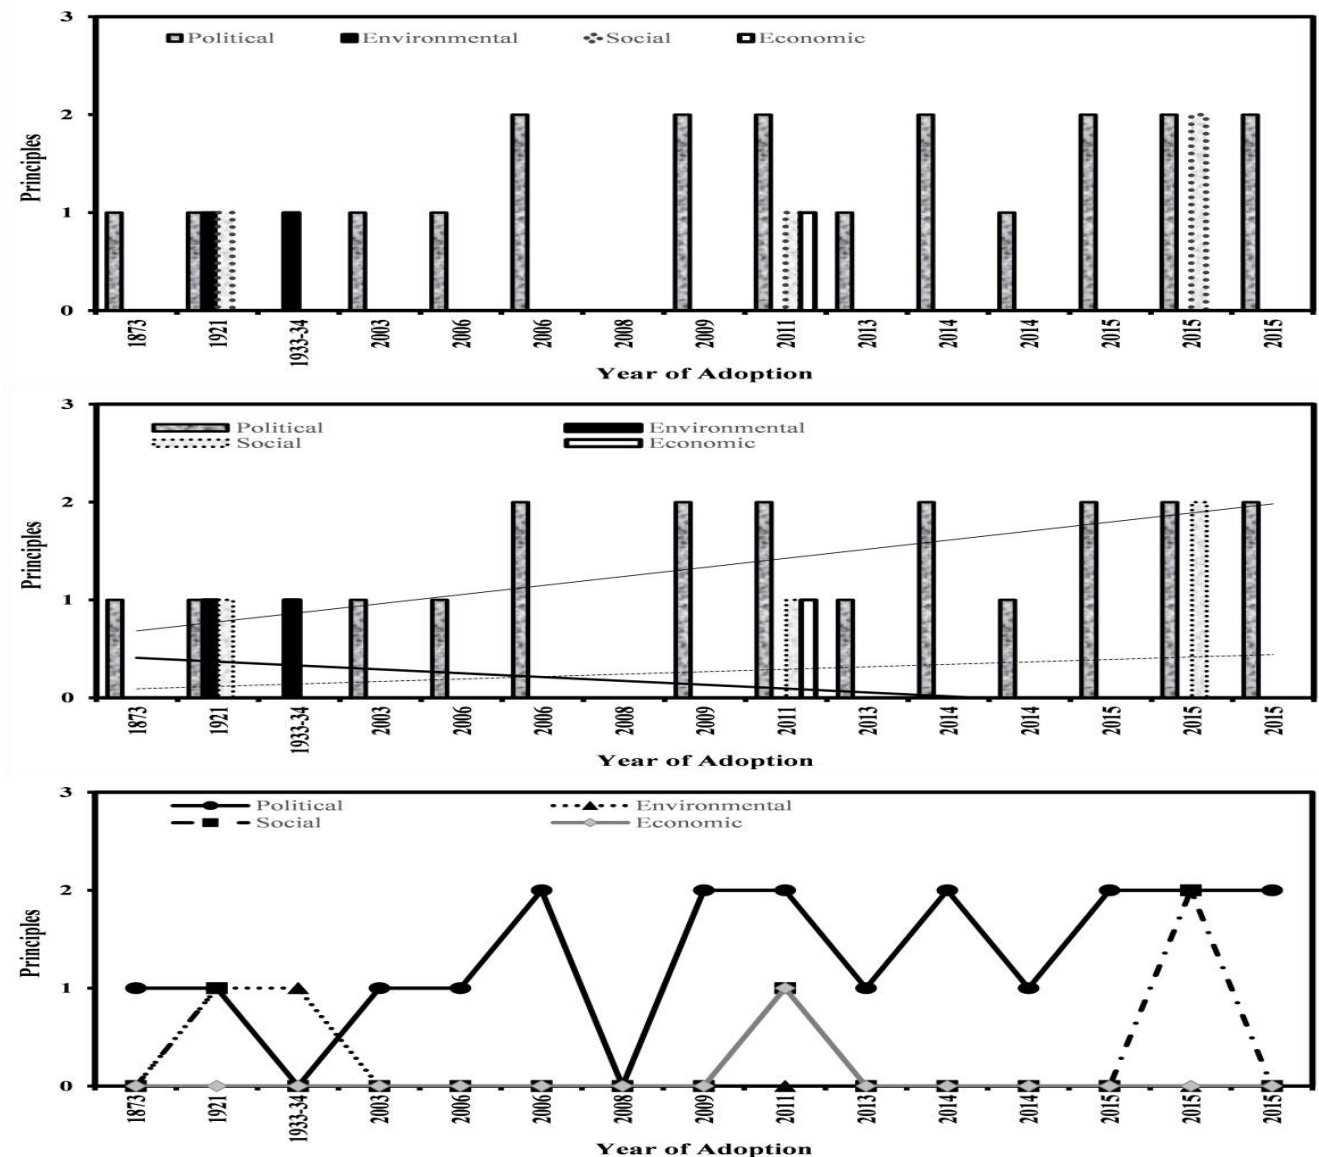 3
Political Environmental Social Economic
2
1
0
Principles
1873 1921 1933-34 2003 2006 2006 2008 2009 2011 2013 2014 2014 2015 2015 2015
Year of Adoption
3
Political Environmental
Social Economic
2
1
0
Principles
1873 1921 1933-34 2003 2006 2006 2008 2009 2011 2013 2014 2014 2015 2015 2015
Year of Adoption
3
Political Environmental
Social Economic
2
1
0
Principles
1873 1921 1933-34 2003 2006 2006 2008 2009 2011 2013 2014 2014 2015 2015 2015
Year of Adoption